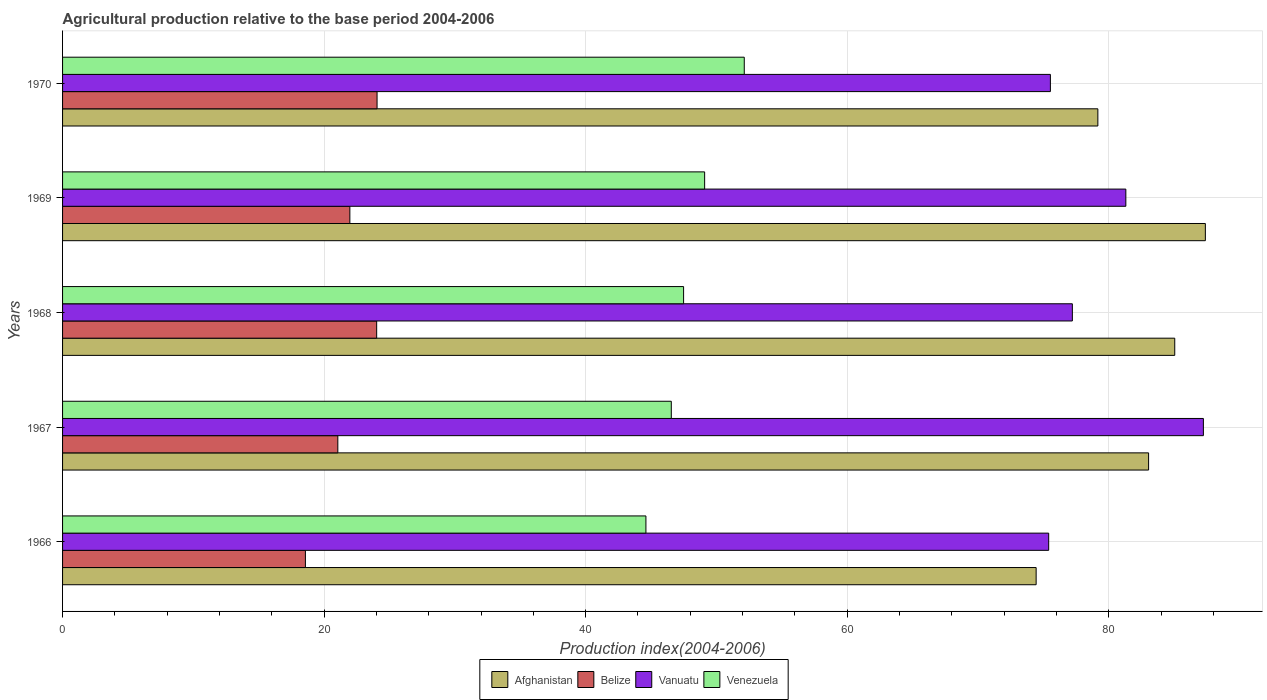 Agricultural production relative to the base period 2004-2006
1970
1969
1968
1967
1966
Years
0
20
40
60
80
Production index(2004-2006)
Afghanistan
Belize
Vanuatu
Venezuela